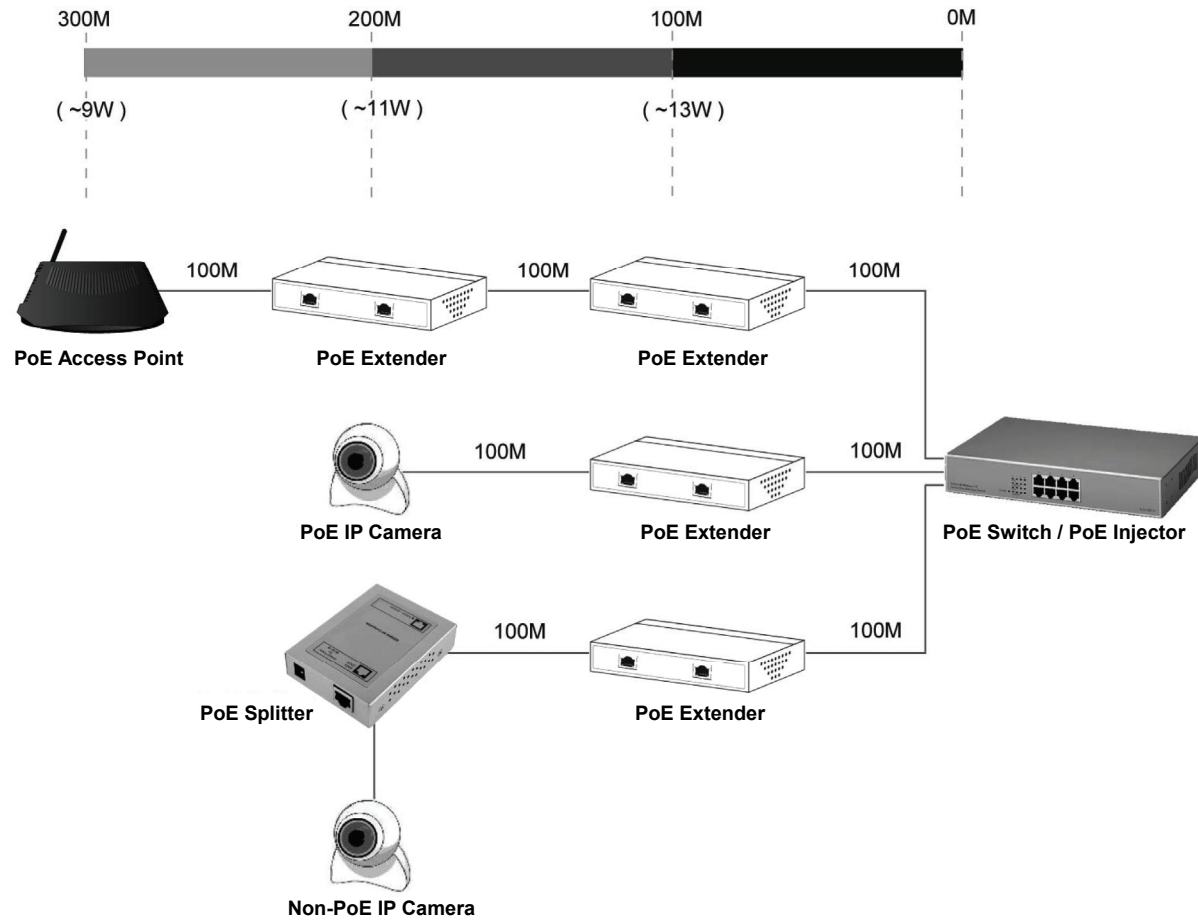 300M 200M 100M 0M
( ~9W ) ( ~11W ) ( ~13W )
100M 100M 100M
PoE Access Point PoE Extender PoE Extender
100M 100M
PoE IP Camera PoE Extender PoE Switch / PoE Injector
100M 100M
PoE Splitter PoE Extender
Non-PoE IP Camera